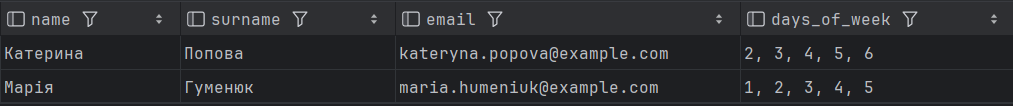 name surname email days_of_week
Катерина Попова kateryna.popova@example.com 2, 3, 4, 5, 6
Марія Гуменюк maria.humeniuk@example.com 1, 2, 3, 4, 5